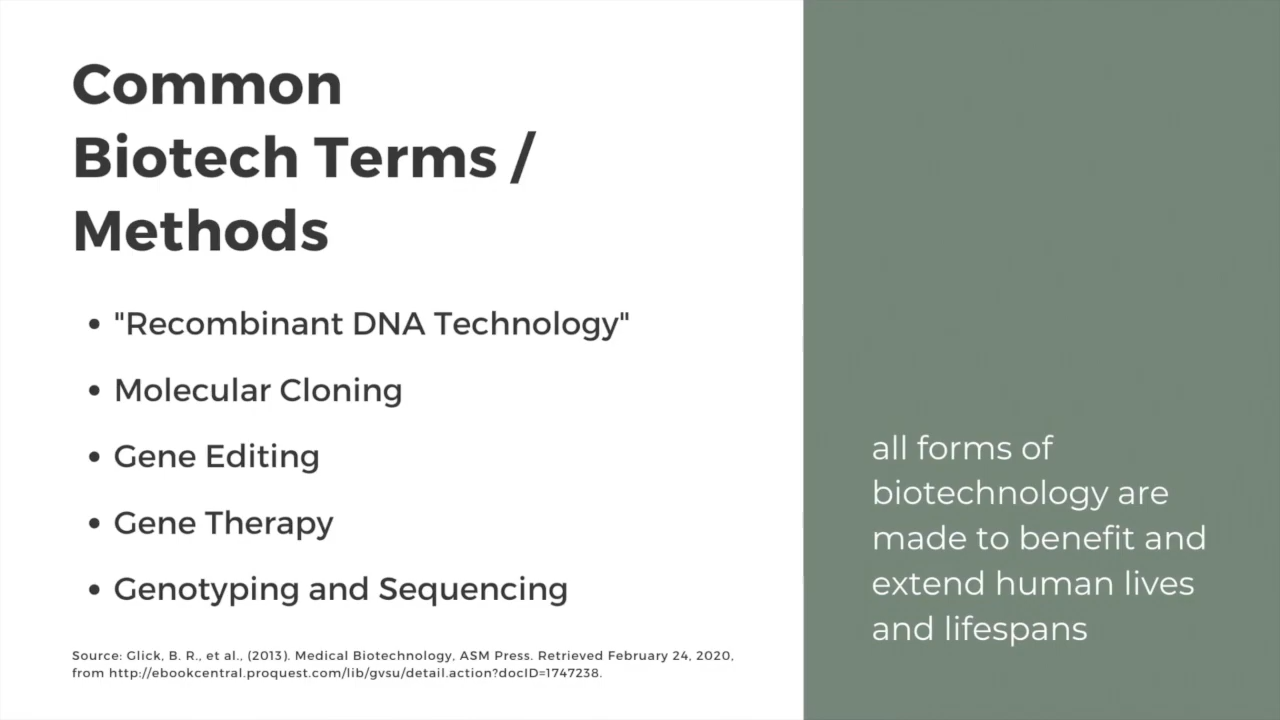 Common
Biotech Terms /
Methods
• "Recombinant DNA Technology"
• Molecular Cloning
• Gene Editing
• Gene Therapy
• Genotyping and Sequencing
Source: Glick, B. R., et al., (2013). Medical Biotechnology, ASM Press. Retrieved February 24, 2020,
from http://ebookcentral.proquest.com/lib/gvsu/detail.action?docID=1747238.
all forms of
biotechnology are
made to benefit and
extend human lives
and lifespans